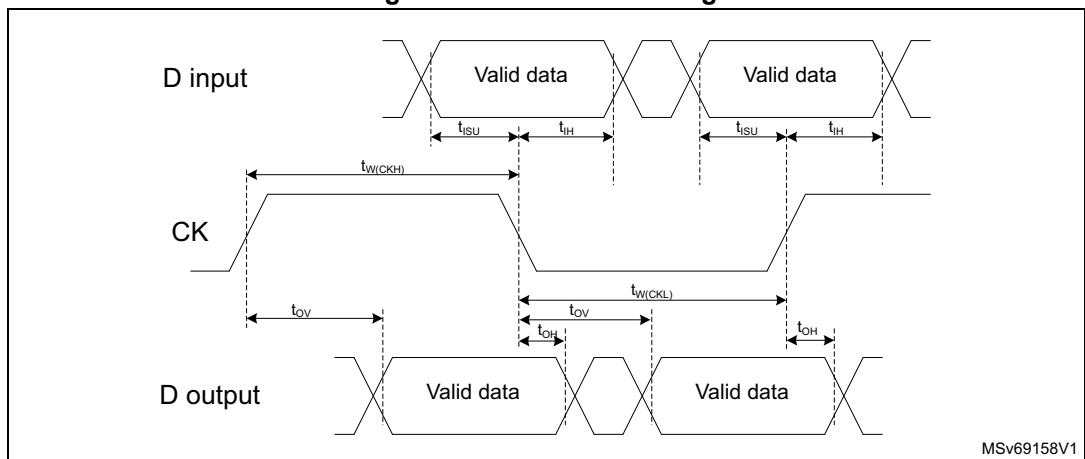 D input
Valid data
Valid data
tISU
tIH
tISU
tIH
tW(CKH)
CK
tW(CKL)
tOV
tOV
tOH
tOH
D output
Valid data
Valid data
MSv69158V1